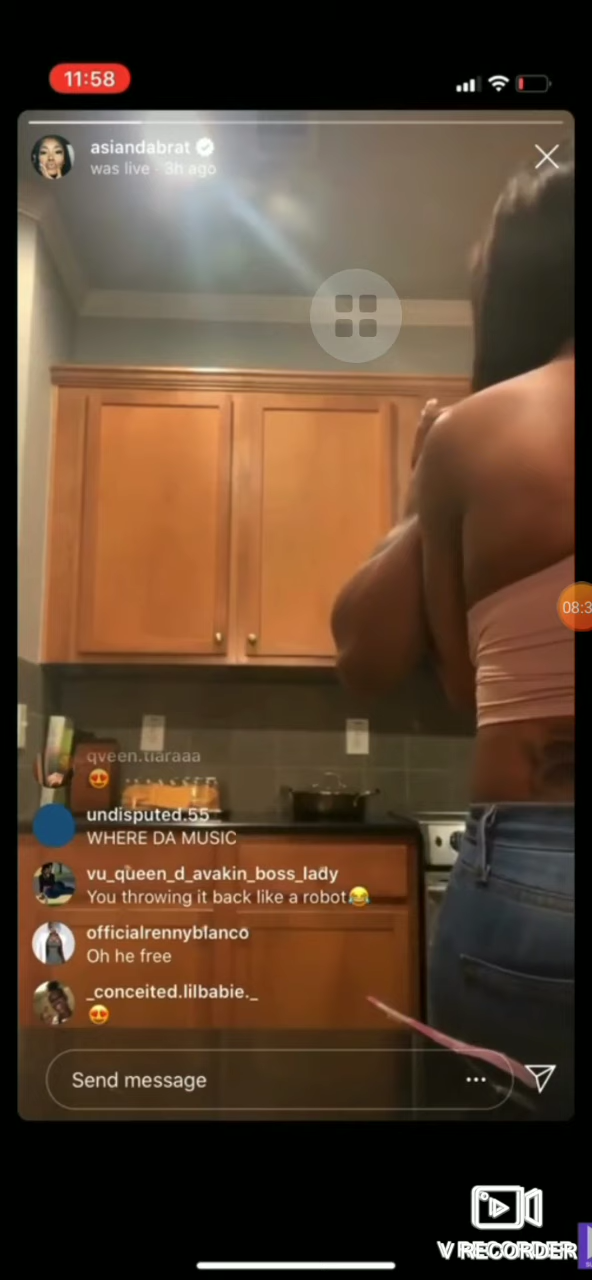 11:58
asiandabrat
was live · 3h ago
08:3
qveen.tiaraaa
😍
undisputed.55
WHERE DA MUSIC
vu_queen_d_avakin_boss_lady
You throwing it back like a robot😂
officialrennyblanco
Oh he free
_conceited.lilbabie._
😍
Send message
V RECORDER